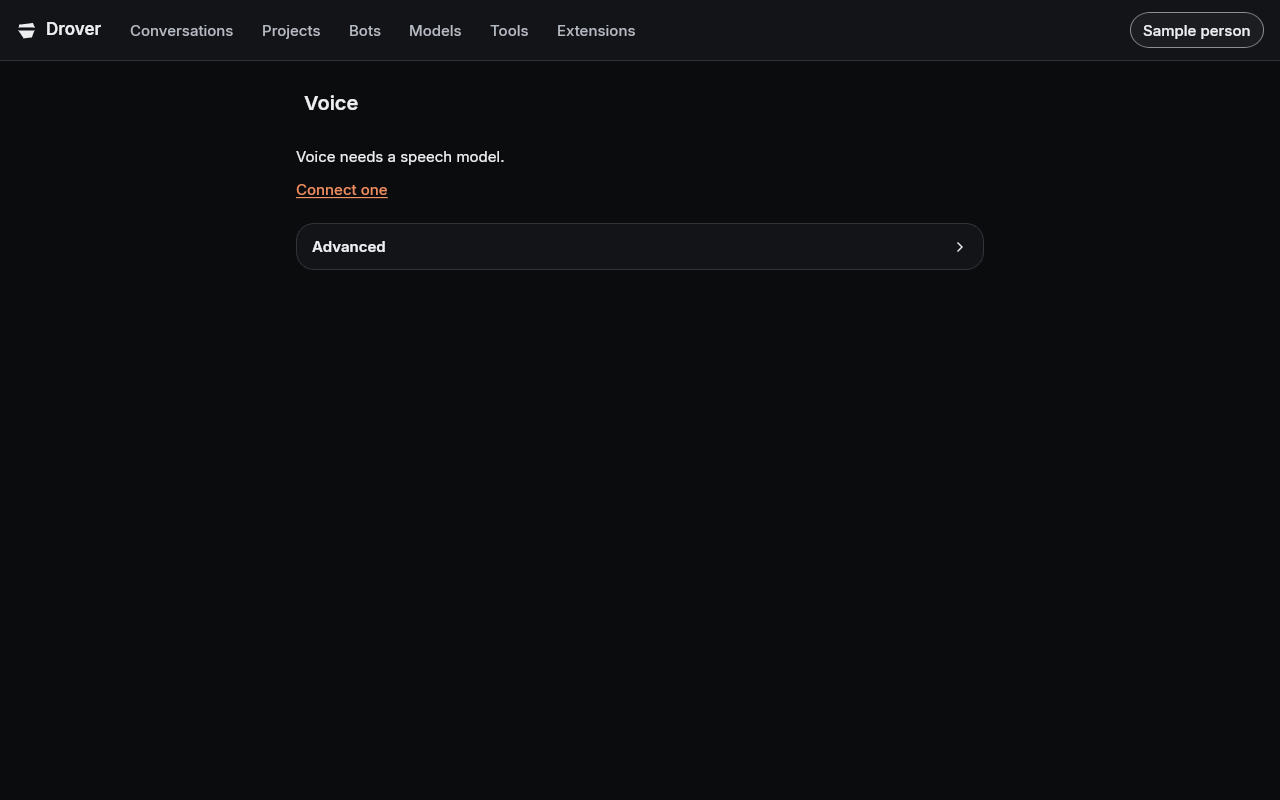 Drover
Conversations
Projects
Bots
Models
Tools
Extensions
Sample person
Voice
Voice needs a speech model.
Connect one
Advanced